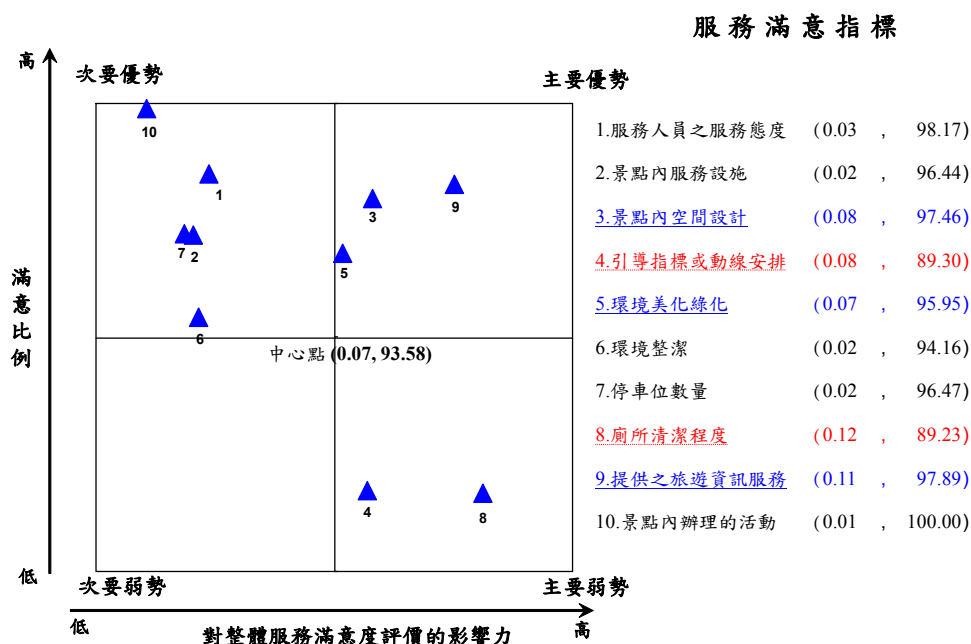 服務滿意指標
高
次要優勢
主要優勢
10
1
3
9
7
2
5
6
中心點 (0.07, 93.58)
4
8
滿意比例
低
次要弱勢
主要弱勢
低
對整體服務滿意度評價的影響力
高
1.服務人員之服務態度 (0.03 , 98.17)
2.景點內服務設施 (0.02 , 96.44)
3.景點內空間設計 (0.08 , 97.46)
4.引導指標或動線安排 (0.08 , 89.30)
5.環境美化綠化 (0.07 , 95.95)
6.環境整潔 (0.02 , 94.16)
7.停車位數量 (0.02 , 96.47)
8.廁所清潔程度 (0.12 , 89.23)
9.提供之旅遊資訊服務 (0.11 , 97.89)
10.景點內辦理的活動 (0.01 , 100.00)